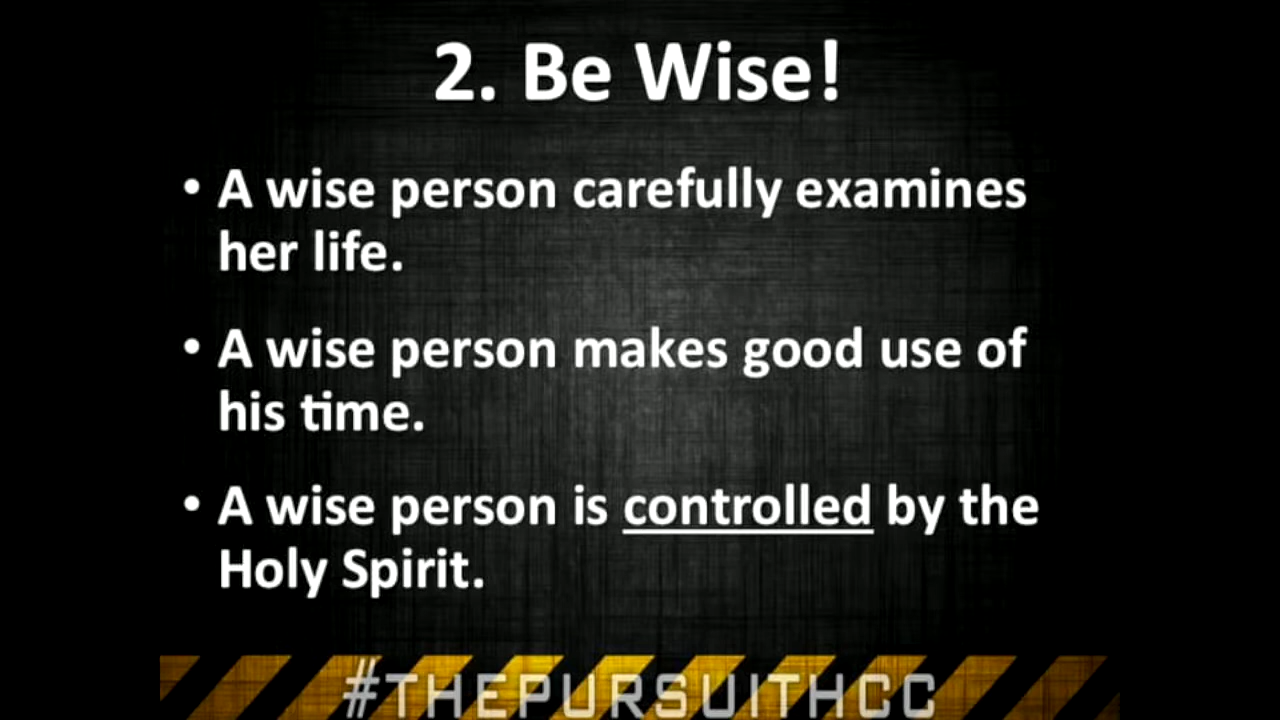 2. Be Wise!
• A wise person carefully examines
her life.
• A wise person makes good use of
his time.
• A wise person is controlled by the
Holy Spirit.
#THEPURSUITHCC